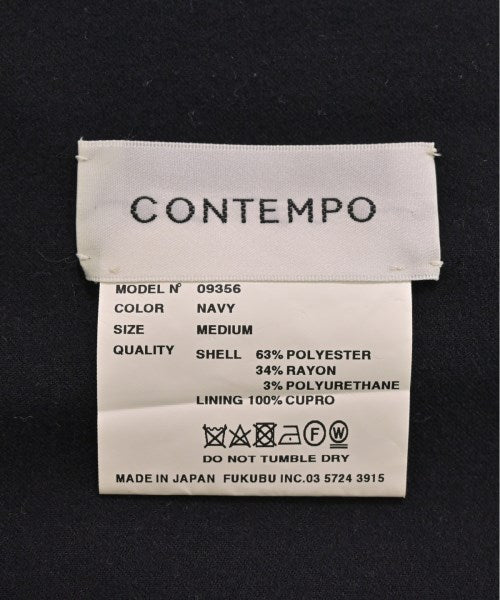 CONTEMPO
MODEL Nº 09356
COLOR NAVY
SIZE MEDIUM
QUALITY SHELL 63% POLYESTER
34% RAYON
3% POLYURETHANE
LINING 100% CUPRO
F W
DO NOT TUMBLE DRY
MADE IN JAPAN FUKUBU INC. 03 5724 3915